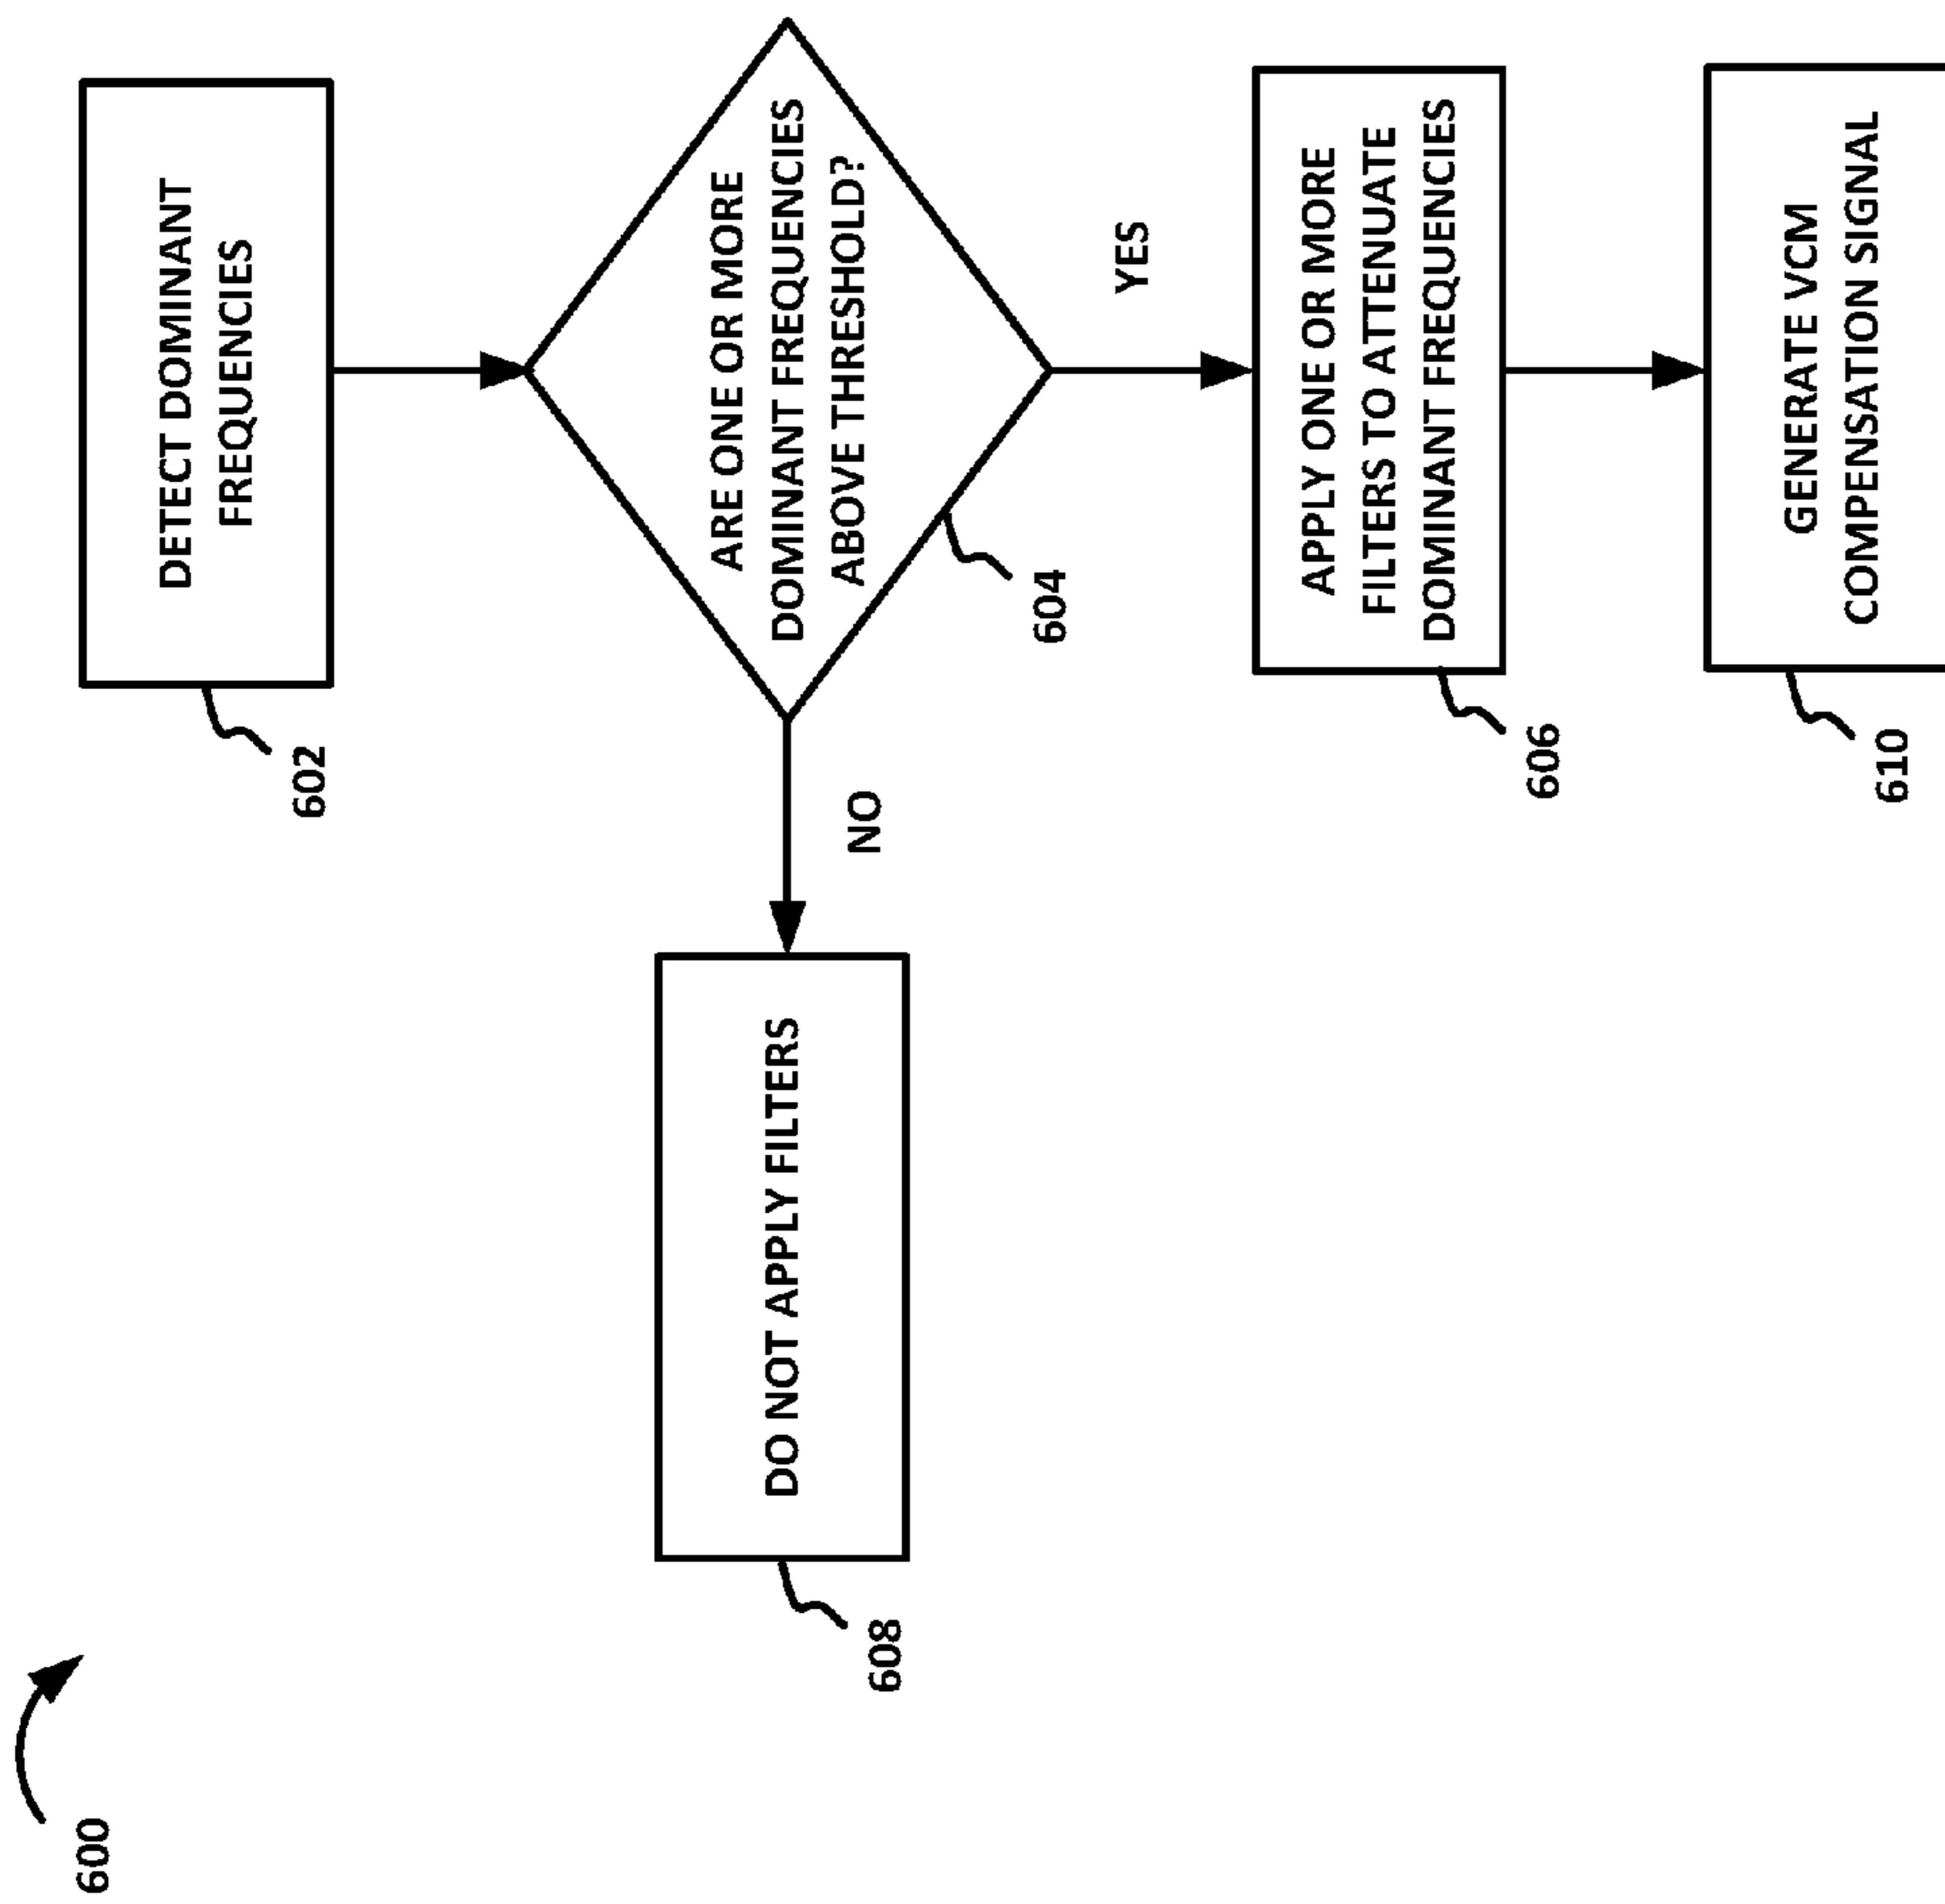 600
DETECT DOMINANT
FREQUENCIES
602
ARE ONE OR MORE
DOMINANT FREQUENCIES
ABOVE THRESHOLD?
604
NO
DO NOT APPLY FILTERS
608
YES
APPLY ONE OR MORE
FILTERS TO ATTENUATE
DOMINANT FREQUENCIES
606
GENERATE VCM
COMPENSATION SIGNAL
610